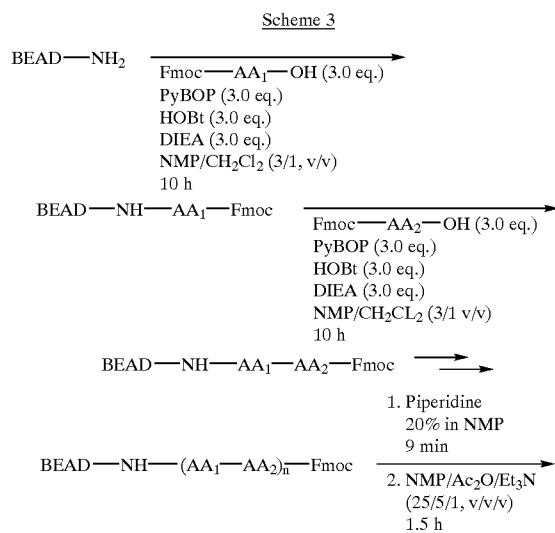 Scheme 3
BEAD—NH₂
Fmoc—AA₁—OH (3.0 eq.)
PyBOP (3.0 eq.)
HOBt (3.0 eq.)
DIEA (3.0 eq.)
NMP/CH₂Cl₂ (3/1, v/v)
10 h
BEAD—NH—AA₁—Fmoc
Fmoc—AA₂—OH (3.0 eq.)
PyBOP (3.0 eq.)
HOBt (3.0 eq.)
DIEA (3.0 eq.)
NMP/CH₂CL₂ (3/1 v/v)
10 h
BEAD—NH—AA₁—AA₂—Fmoc
1. Piperidine
20% in NMP
9 min
BEAD—NH—(AA₁—AA₂)ₙ—Fmoc
2. NMP/Ac₂O/Et₃N
(25/5/1, v/v/v)
1.5 h